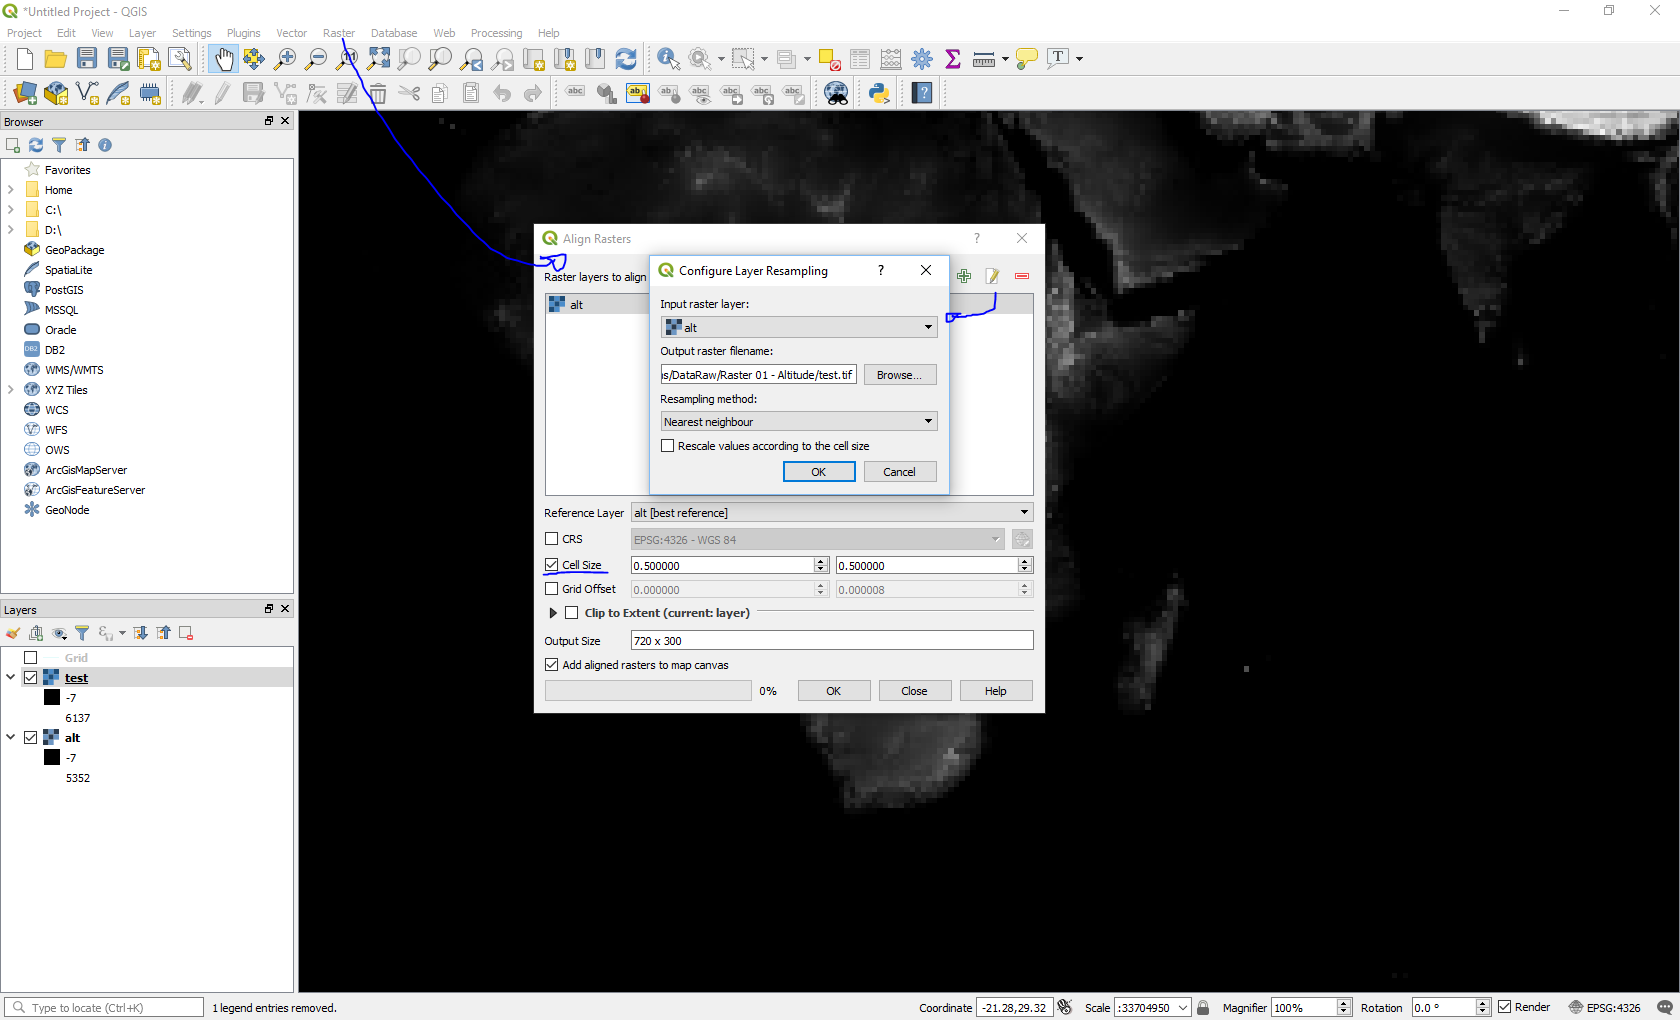 *Untitled Project - QGIS
Project Edit View Layer Settings Plugins Vector Raster Database Web Processing Help
Browser
Favorites
Home
C:\
D:\
GeoPackage
SpatiaLite
PostGIS
MSSQL
Oracle
DB2
WMS/WMTS
XYZ Tiles
WCS
WFS
OWS
ArcGisMapServer
ArcGisFeatureServer
GeoNode
Layers
Grid
test
-7
6137
alt
-7
5352
Align Rasters
Raster layers to align
alt
Configure Layer Resampling
Input raster layer:
alt
Output raster filename:
ıs/DataRaw/Raster 01 - Altitude/test.tif Browse...
Resampling method:
Nearest neighbour
Rescale values according to the cell size
OK Cancel
Reference Layer alt [best reference]
CRS EPSG:4326 - WGS 84
Cell Size 0.500000 0.500000
Grid Offset 0.000000 0.000008
Clip to Extent (current: layer)
Output Size 720 x 300
Add aligned rasters to map canvas
0% OK Close Help
Type to locate (Ctrl+K) 1 legend entries removed. Coordinate -21.28,29.32 Scale :33704950 Magnifier 100% Rotation 0.0 ° Render EPSG:4326